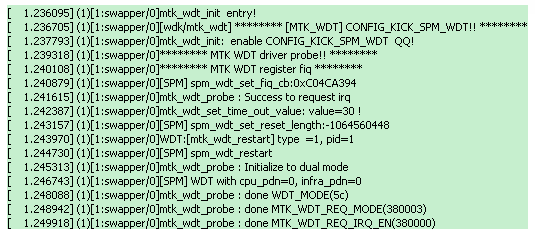 [    1.236095] (1)[1:swapper/0]mtk_wdt_init  entry!
[    1.236705] (1)[1:swapper/0][wdk/mtk_wdt] ******** [MTK_WDT] CONFIG_KICK_SPM_WDT!! ********
[    1.237793] (1)[1:swapper/0]mtk_wdt_init:  enable CONFIG_KICK_SPM_WDT  QQ!
[    1.239318] (1)[1:swapper/0]******** MTK WDT driver probe!! ********
[    1.240108] (1)[1:swapper/0]******** MTK WDT register fiq ********
[    1.240879] (1)[1:swapper/0][SPM] spm_wdt_set_fiq_cb:0xC04CA394
[    1.241615] (1)[1:swapper/0]mtk_wdt_probe : Success to request irq
[    1.242387] (1)[1:swapper/0]mtk_wdt_set_time_out_value: value=30 !
[    1.243157] (1)[1:swapper/0][SPM] spm_wdt_set_reset_length:-1064560448
[    1.243970] (1)[1:swapper/0]WDT:[mtk_wdt_restart] type  =1, pid=1
[    1.244730] (1)[1:swapper/0][SPM] spm_wdt_restart
[    1.245313] (1)[1:swapper/0]mtk_wdt_probe : Initialize to dual mode
[    1.246743] (1)[1:swapper/0][SPM] WDT with cpu_pdn=0, infra_pdn=0
[    1.248088] (1)[1:swapper/0]mtk_wdt_probe : done WDT_MODE(5c)
[    1.248942] (1)[1:swapper/0]mtk_wdt_probe : done MTK_WDT_REQ_MODE(380003)
[    1.249918] (1)[1:swapper/0]mtk_wdt_probe : done MTK_WDT_REQ_IRQ_EN(380000)